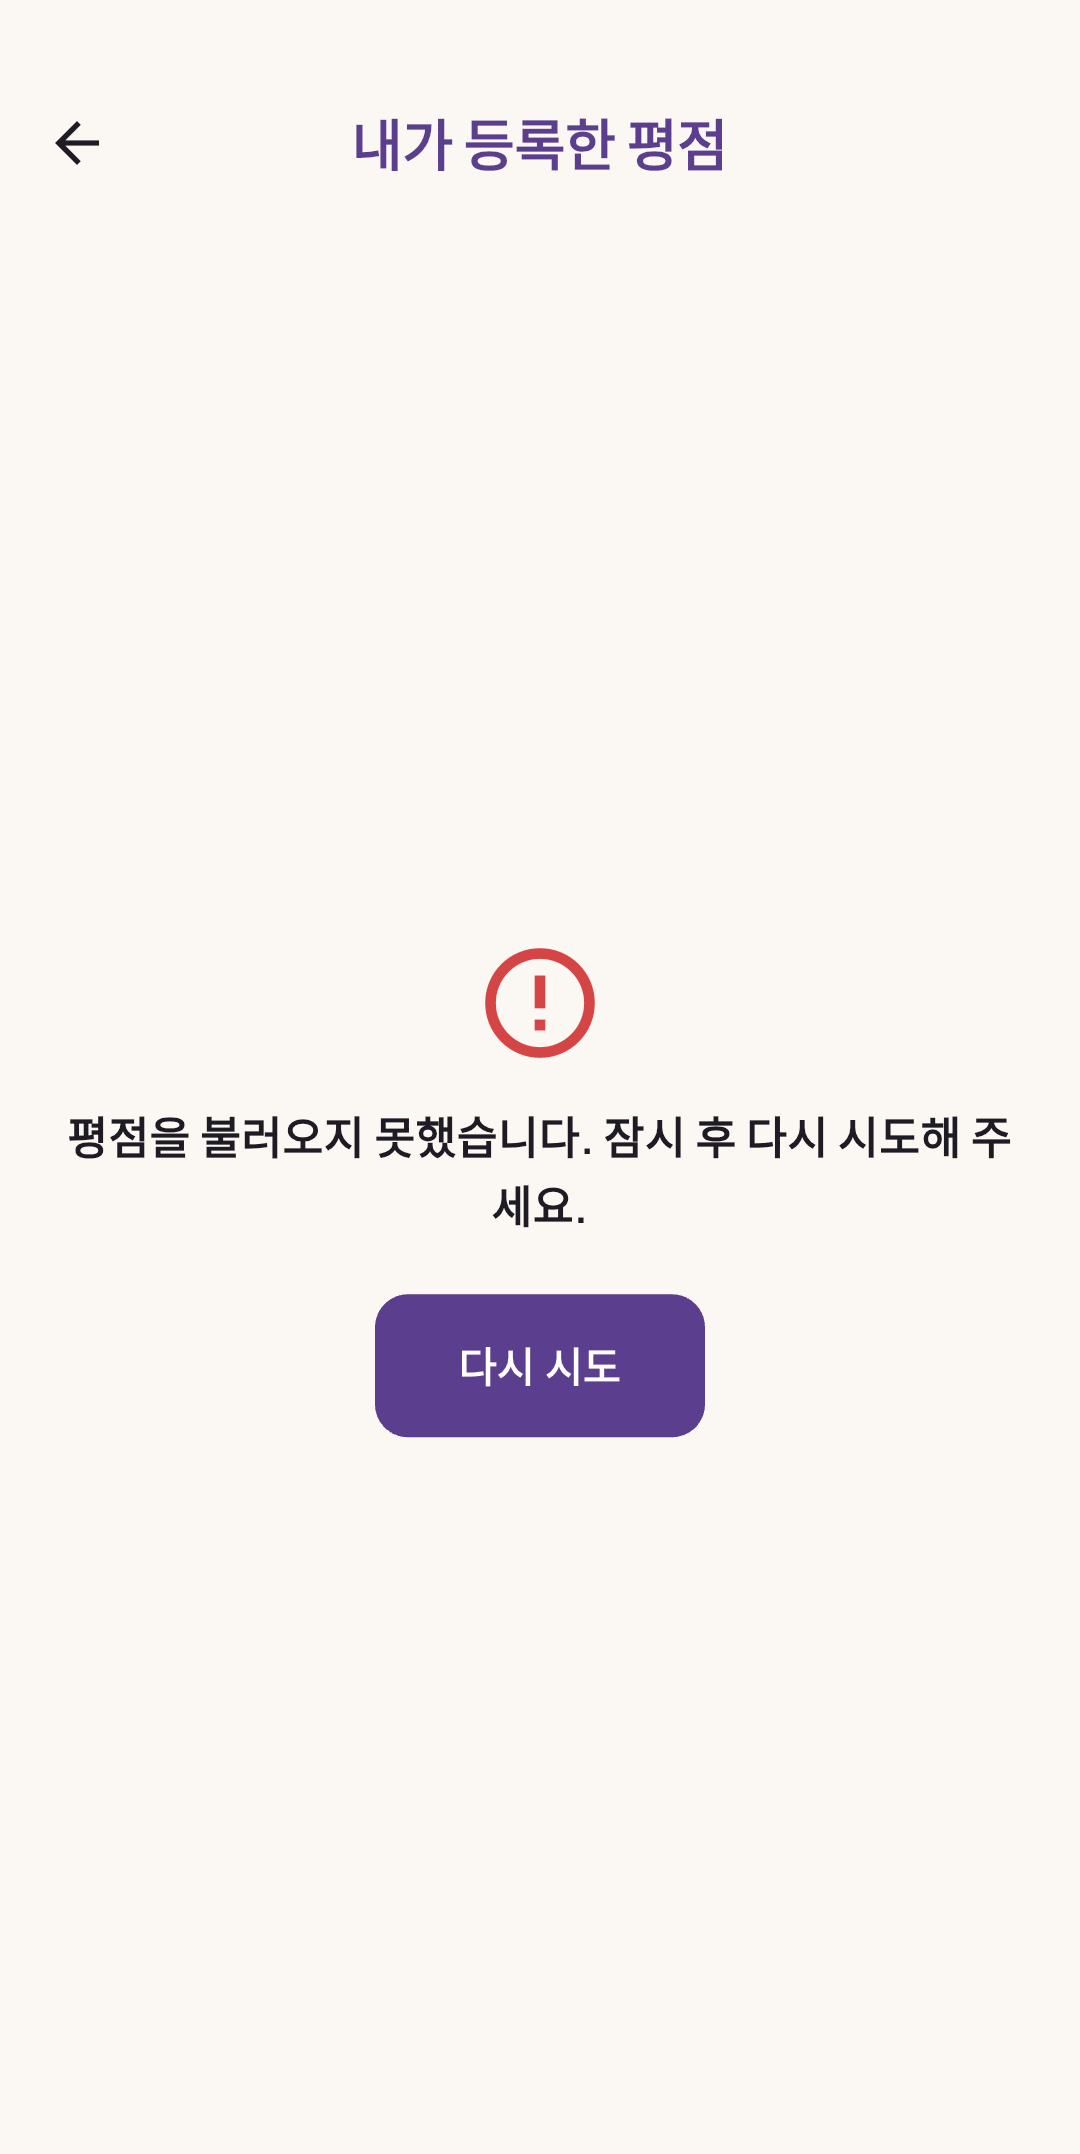 내가 등록한 평점
평점을 불러오지 못했습니다. 잠시 후 다시 시도해 주
세요.
다시 시도